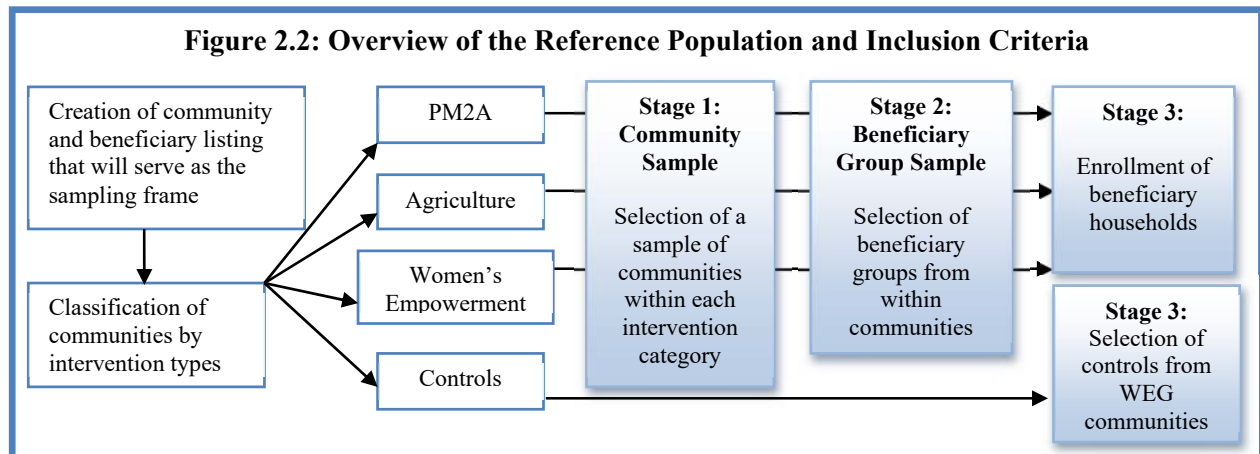 Figure 2.2: Overview of the Reference Population and Inclusion Criteria
Creation of community
and beneficiary listing
that will serve as the
sampling frame
Classification of
communities by
intervention types
PM2A
Agriculture
Women's
Empowerment
Controls
Stage 1:
Community
Sample
Selection of a
sample of
communities
within each
intervention
category
Stage 2:
Beneficiary
Group Sample
Selection of
beneficiary
groups from
within
communities
Stage 3:
Enrollment of
beneficiary
households
Stage 3:
Selection of
controls from
WEG
communities